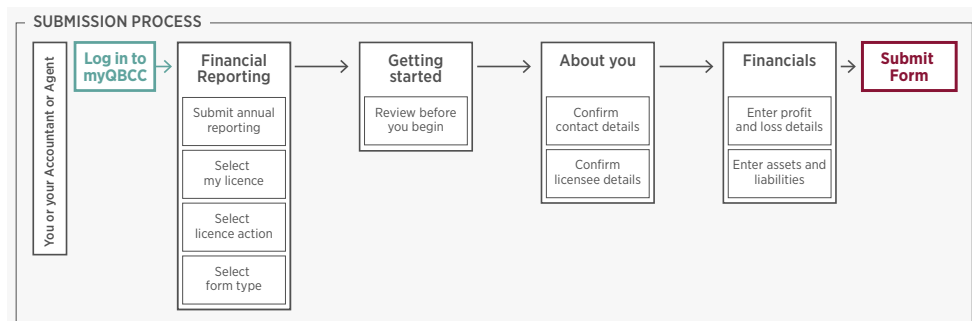 SUBMISSION PROCESS
You or your Accountant or Agent
Log in to
myQBCC
Financial
Reporting
Submit annual
reporting
Select
my licence
Select
licence action
Select
form type
Getting
started
Review before
you begin
About you
Confirm
contact details
Confirm
licensee details
Financials
Enter profit
and loss details
Enter assets and
liabilities
Submit
Form